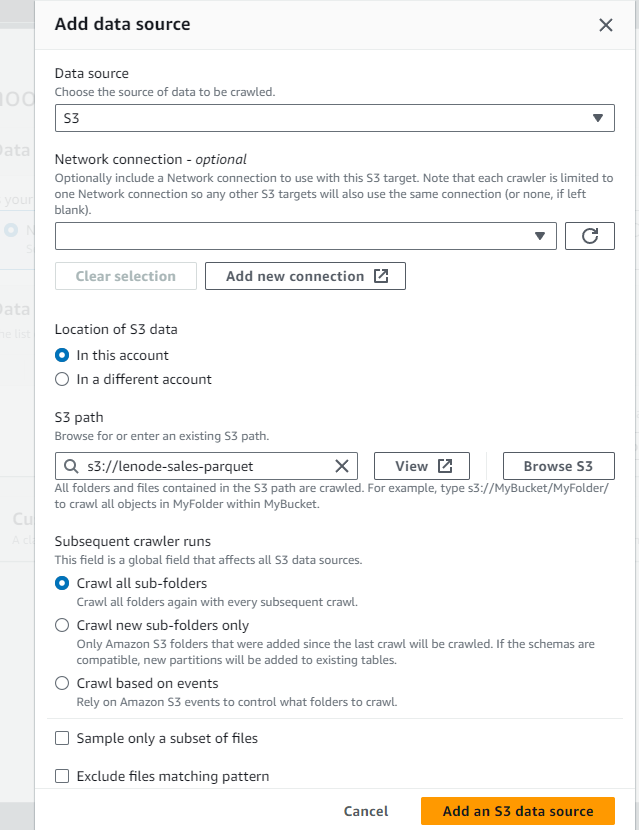 Add data source
Data source
Choose the source of data to be crawled.
S3
Network connection - optional
Optionally include a Network connection to use with this S3 target. Note that each crawler is limited to
one Network connection so any other S3 targets will also use the same connection (or none, if left
blank).
Clear selection
Add new connection
Location of S3 data
In this account
In a different account
S3 path
Browse for or enter an existing S3 path.
s3://lenode-sales-parquet
View
Browse S3
All folders and files contained in the S3 path are crawled. For example, type s3://MyBucket/MyFolder/
to crawl all objects in MyFolder within MyBucket.
Subsequent crawler runs
This field is a global field that affects all S3 data sources.
Crawl all sub-folders
Crawl all folders again with every subsequent crawl.
Crawl new sub-folders only
Only Amazon S3 folders that were added since the last crawl will be crawled. If the schemas are
compatible, new partitions will be added to existing tables.
Crawl based on events
Rely on Amazon S3 events to control what folders to crawl.
Sample only a subset of files
Exclude files matching pattern
Cancel
Add an S3 data source